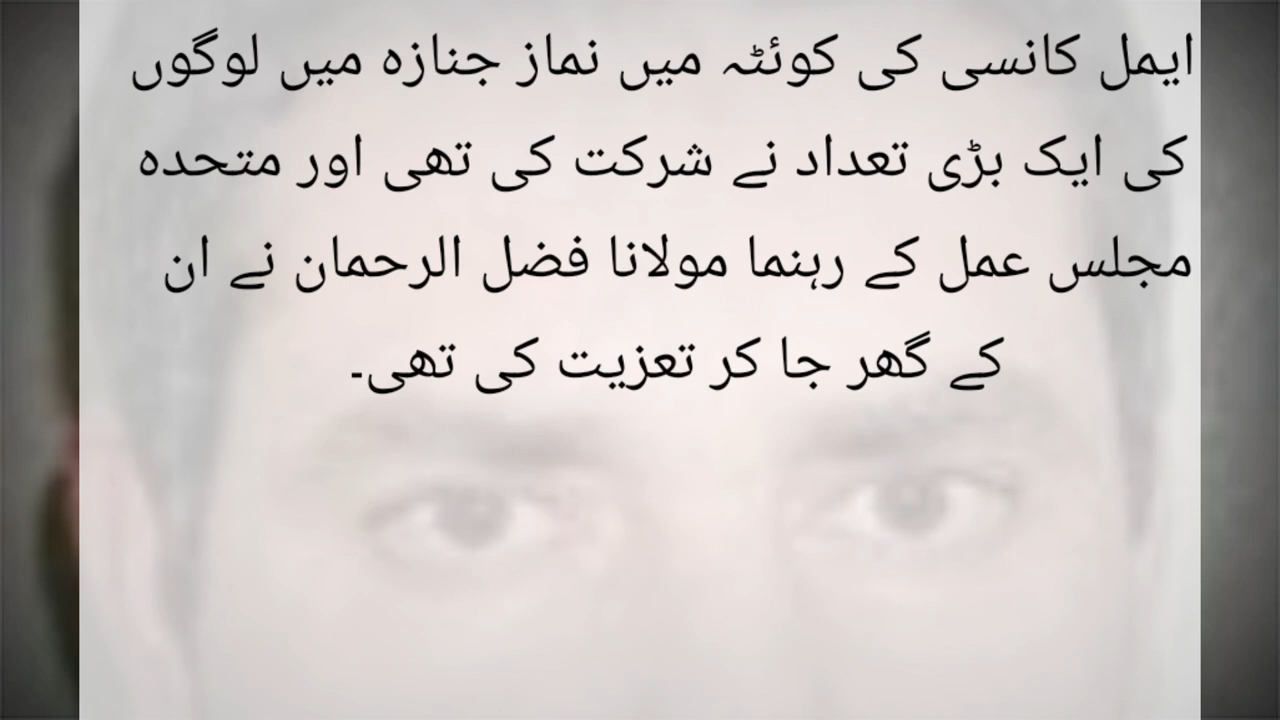 ایمل کانسی کی کوئٹہ میں نماز جنازہ میں لوگوں
کی ایک بڑی تعداد نے شرکت کی تھی اور متحدہ
مجلس عمل کے رہنما مولانا فضل الرحمان نے ان
کے گھر جا کر تعزیت کی تھی۔